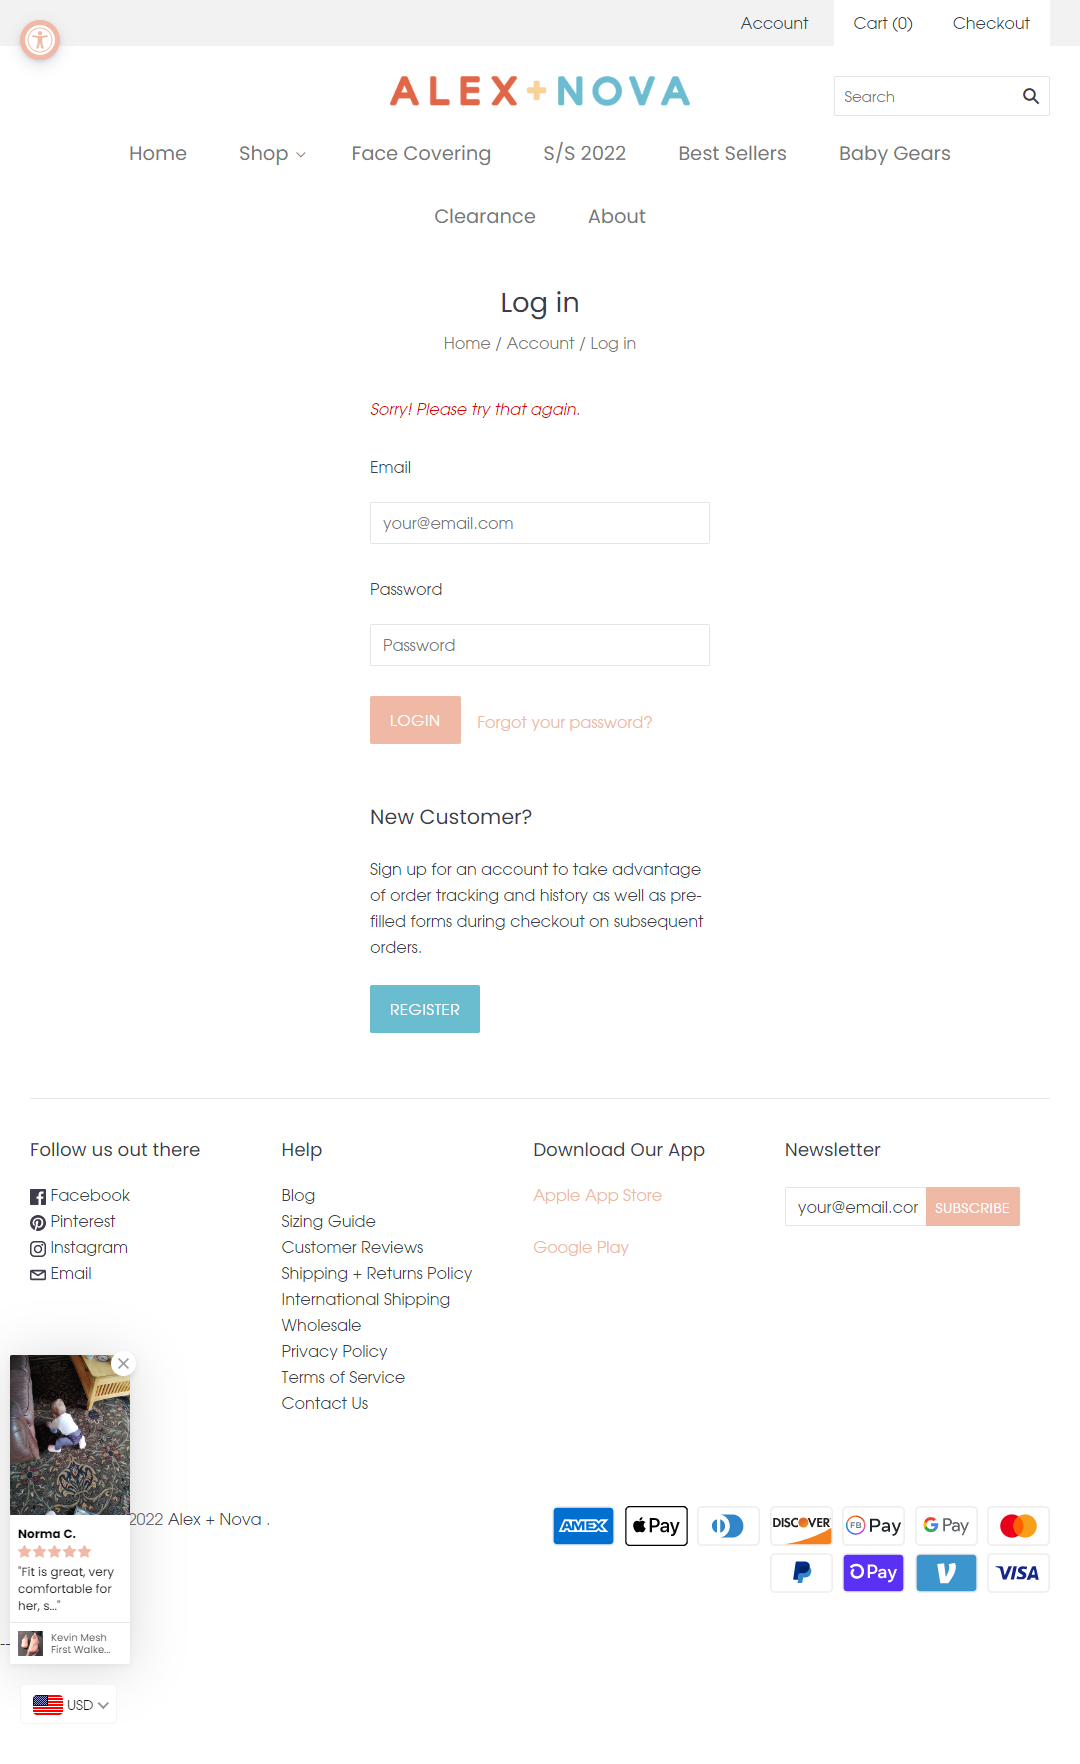 Account
Cart (0)
Checkout
ALEX+NOVA
Search
Home
Shop
Face Covering
S/S 2022
Best Sellers
Baby Gears
Clearance
About
Log in
Home / Account / Log in
Sorry! Please try that again.
Email
your@email.com
Password
Password
LOGIN
Forgot your password?
New Customer?
Sign up for an account to take advantage
of order tracking and history as well as pre-
filled forms during checkout on subsequent
orders.
REGISTER
Follow us out there
Facebook
Pinterest
Instagram
Email
Help
Blog
Sizing Guide
Customer Reviews
Shipping + Returns Policy
International Shipping
Wholesale
Privacy Policy
Terms of Service
Contact Us
Download Our App
Apple App Store
Google Play
Newsletter
your@email.cor
SUBSCRIBE
2022 Alex + Nova .
AMEX
Pay
DISCOVER
FB Pay
G Pay
Pay
VISA
Norma C.
"Fit is great, very
comfortable for
her, s..."
Kevin Mesh
First Walke...
--
USD